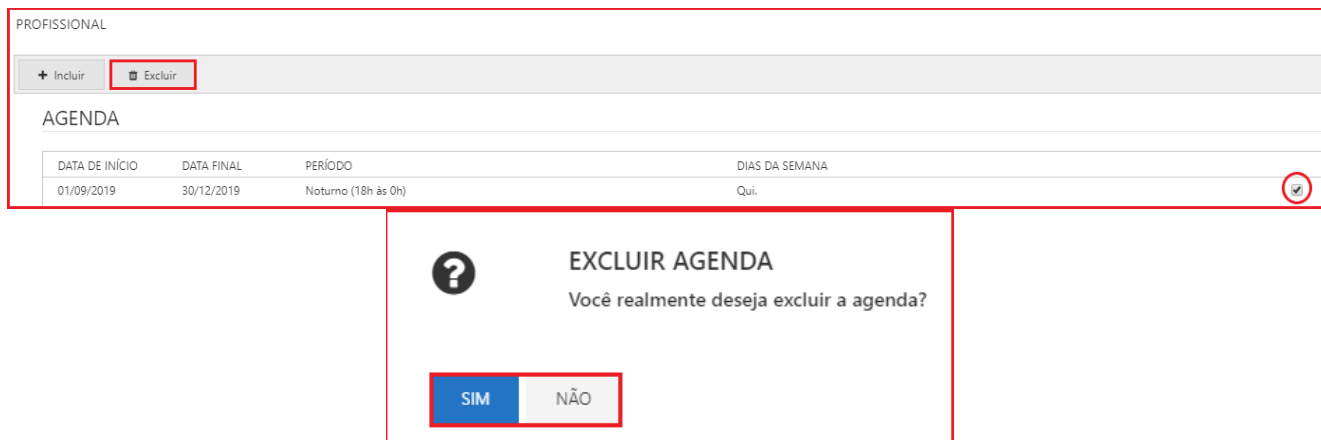 PROFISSIONAL
Incluir Excluir
AGENDA
DATA DE INÍCIO DATA FINAL PERÍODO DIAS DA SEMANA
01/09/2019 30/12/2019 Noturno (18h às 0h) Qui.
EXCLUIR AGENDA
Você realmente deseja excluir a agenda?
SIM NÃO